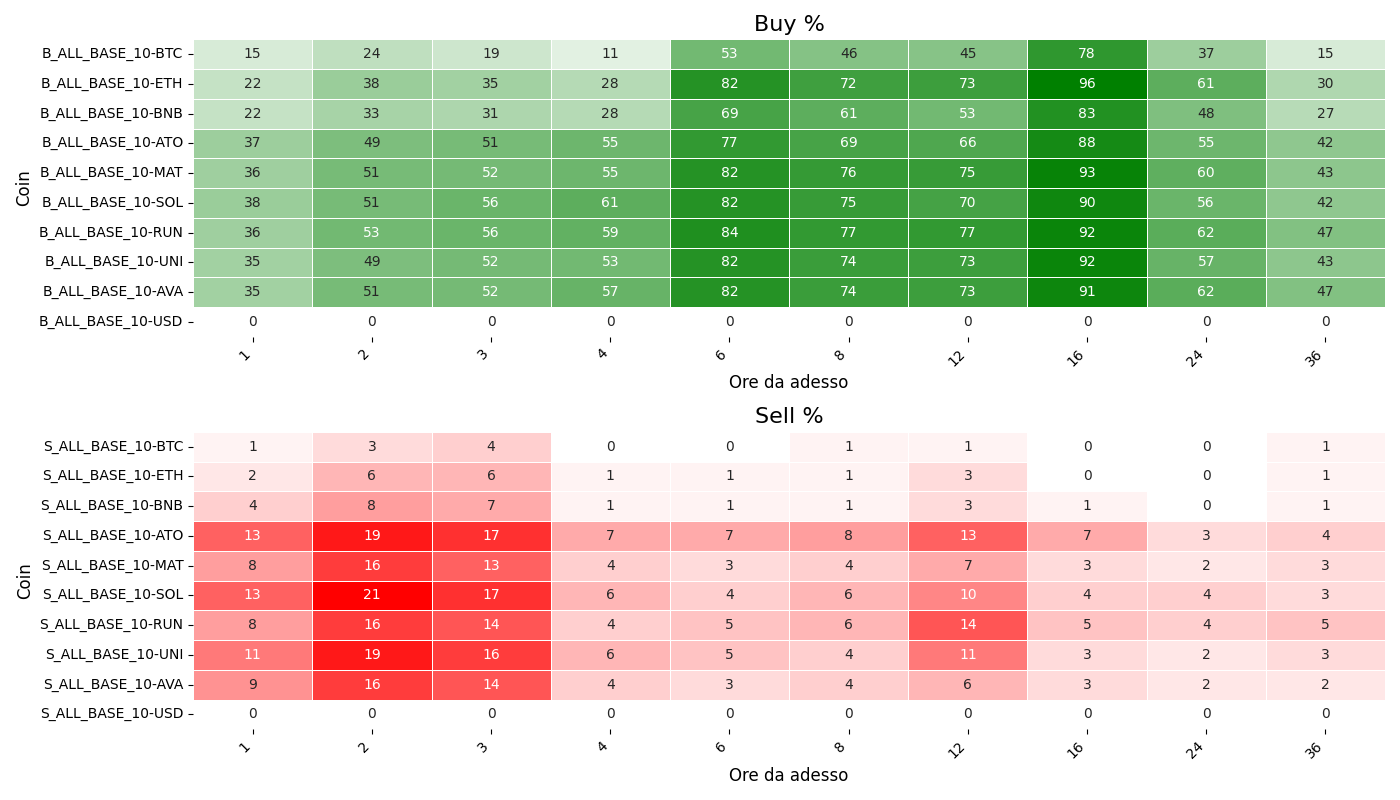 Buy %
Coin
B_ALL_BASE_10-BTC 15 24 19 11 53 46 45 78 37 15
B_ALL_BASE_10-ETH 22 38 35 28 82 72 73 96 61 30
B_ALL_BASE_10-BNB 22 33 31 28 69 61 53 83 48 27
B_ALL_BASE_10-ATO 37 49 51 55 77 69 66 88 55 42
B_ALL_BASE_10-MAT 36 51 52 55 82 76 75 93 60 43
B_ALL_BASE_10-SOL 38 51 56 61 82 75 70 90 56 42
B_ALL_BASE_10-RUN 36 53 56 59 84 77 77 92 62 47
B_ALL_BASE_10-UNI 35 49 52 53 82 74 73 92 57 43
B_ALL_BASE_10-AVA 35 51 52 57 82 74 73 91 62 47
B_ALL_BASE_10-USD 0 0 0 0 0 0 0 0 0 0
1 2 3 4 6 8 12 16 24 36
Ore da adesso
Sell %
Coin
S_ALL_BASE_10-BTC 1 3 4 0 0 1 1 0 0 1
S_ALL_BASE_10-ETH 2 6 6 1 1 1 3 0 0 1
S_ALL_BASE_10-BNB 4 8 7 1 1 1 3 1 0 1
S_ALL_BASE_10-ATO 13 19 17 7 7 8 13 7 3 4
S_ALL_BASE_10-MAT 8 16 13 4 3 4 7 3 2 3
S_ALL_BASE_10-SOL 13 21 17 6 4 6 10 4 4 3
S_ALL_BASE_10-RUN 8 16 14 4 5 6 14 5 4 5
S_ALL_BASE_10-UNI 11 19 16 6 5 4 11 3 2 3
S_ALL_BASE_10-AVA 9 16 14 4 3 4 6 3 2 2
S_ALL_BASE_10-USD 0 0 0 0 0 0 0 0 0 0
1 2 3 4 6 8 12 16 24 36
Ore da adesso